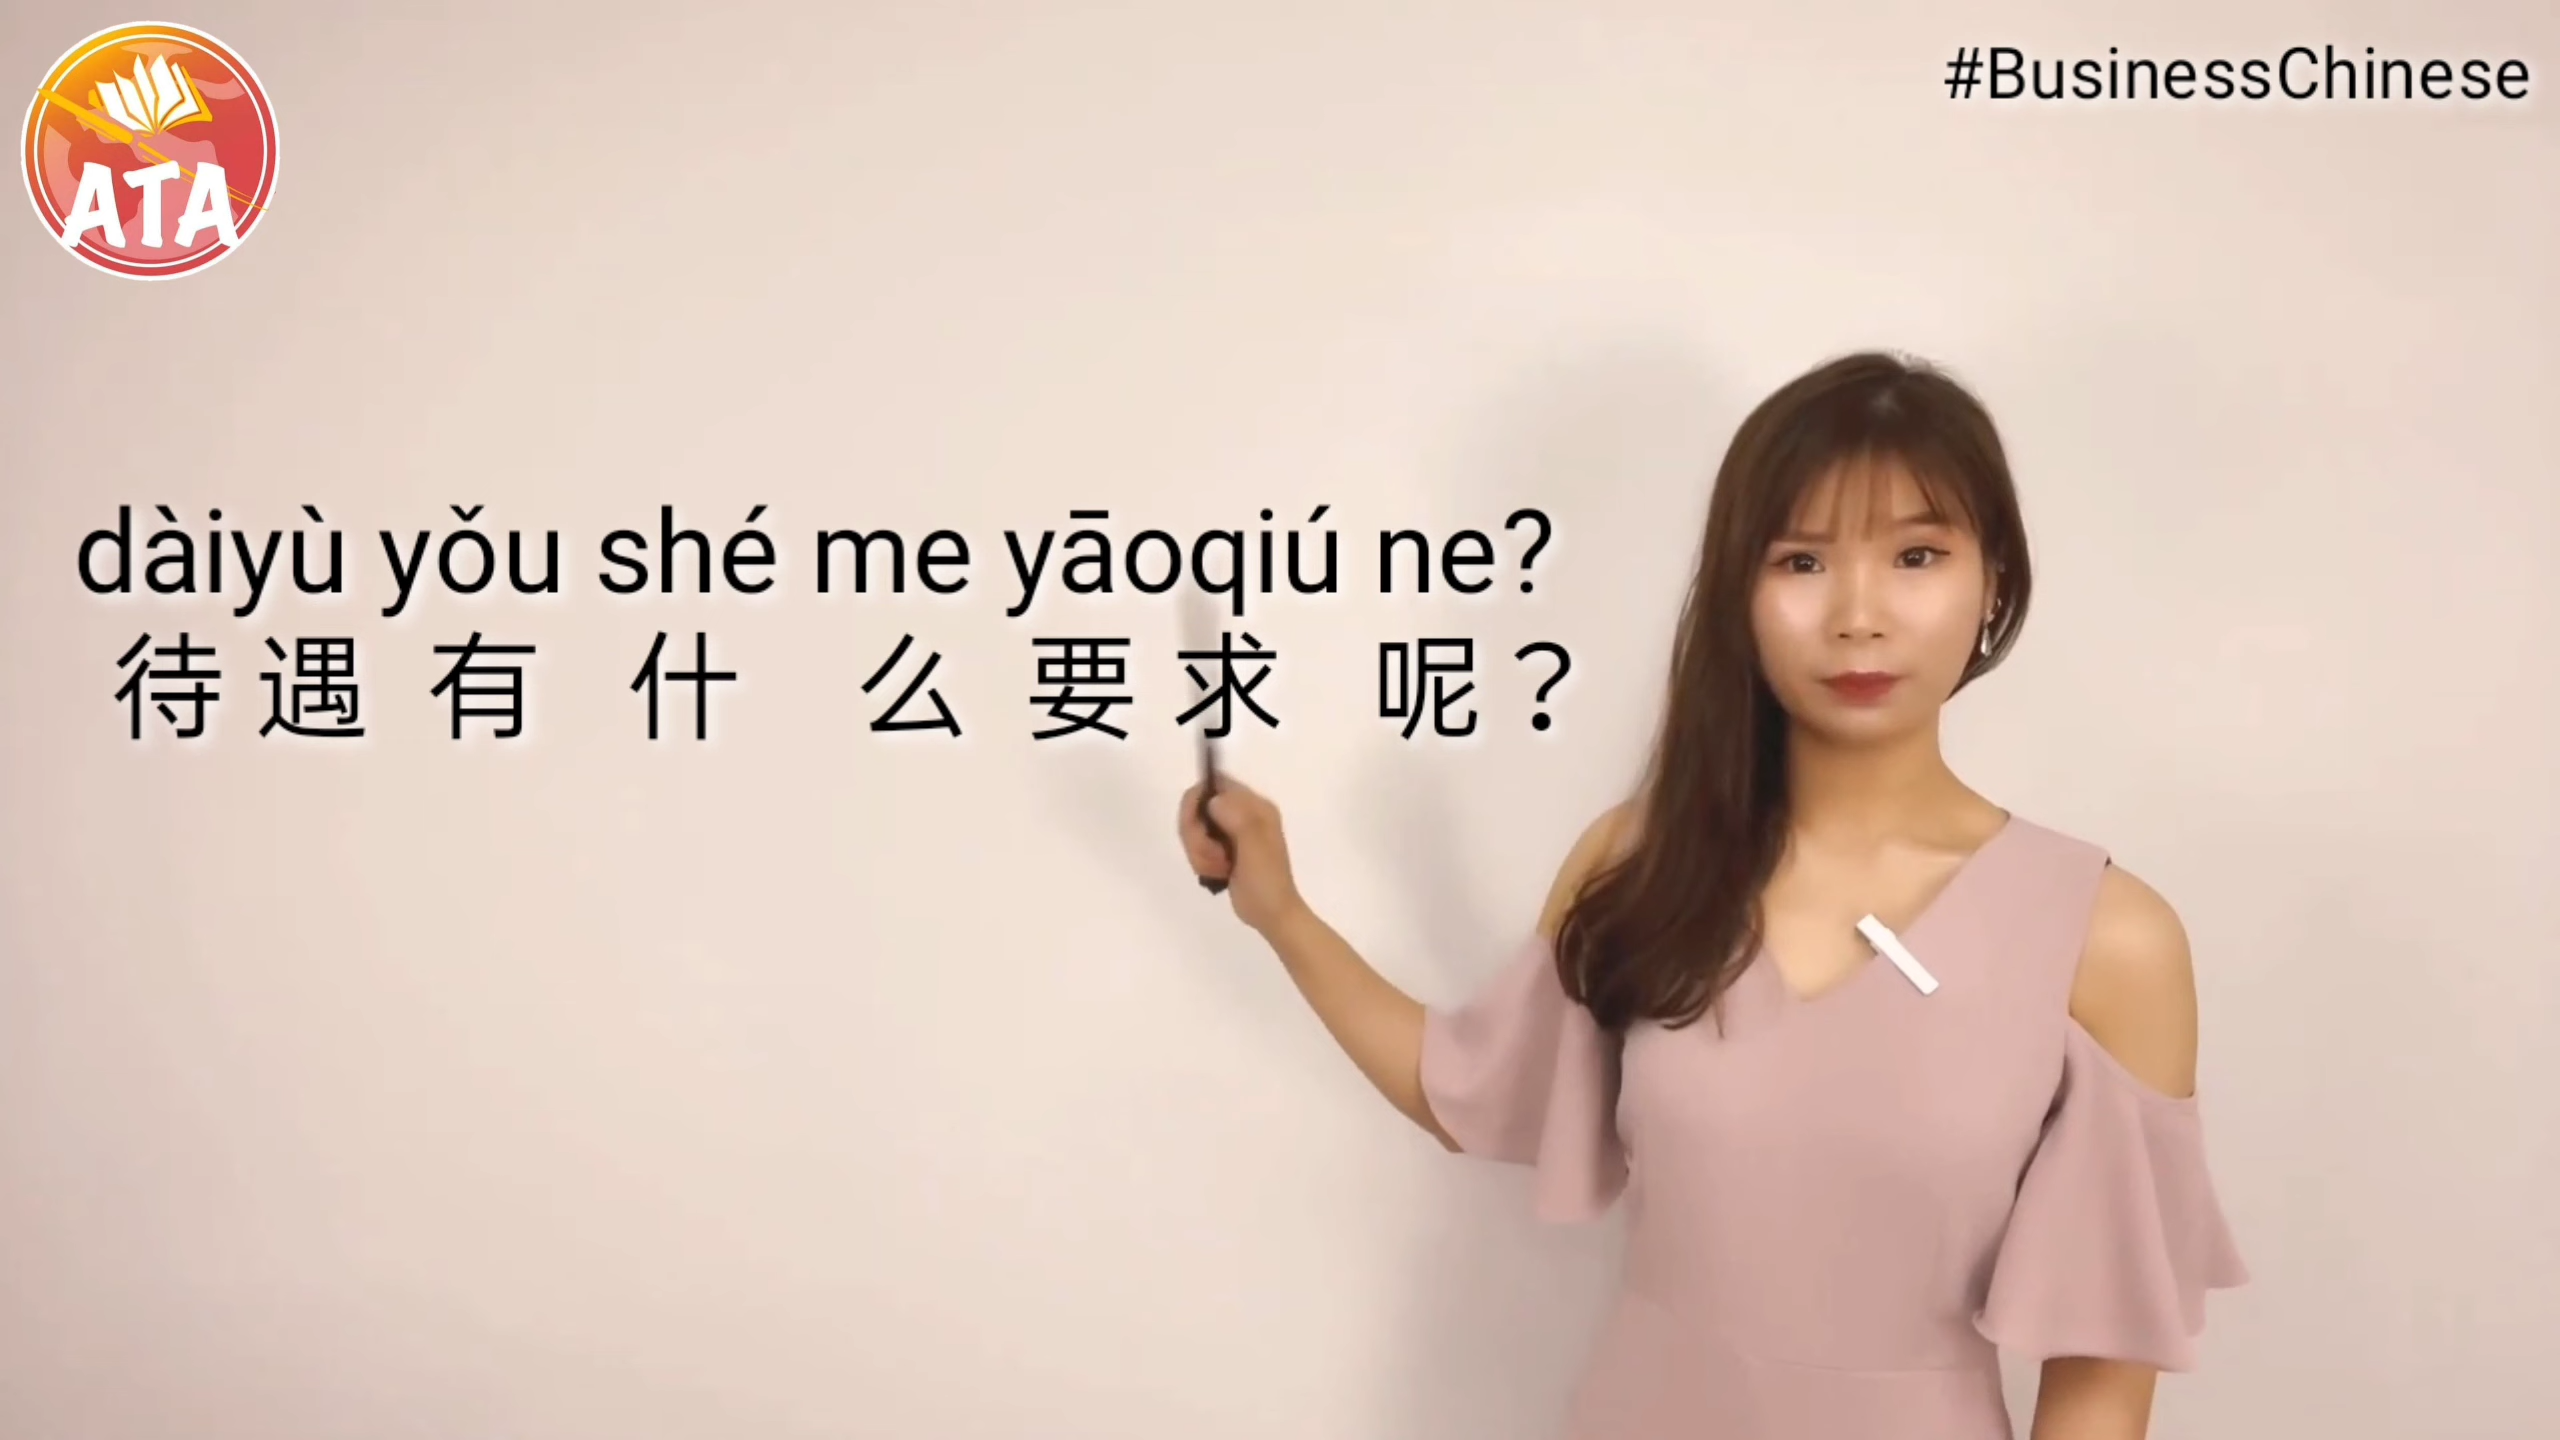 ATA
#BusinessChinese
dàiyù yǒu shé me yāoqiú ne?
待遇有什么要求呢？